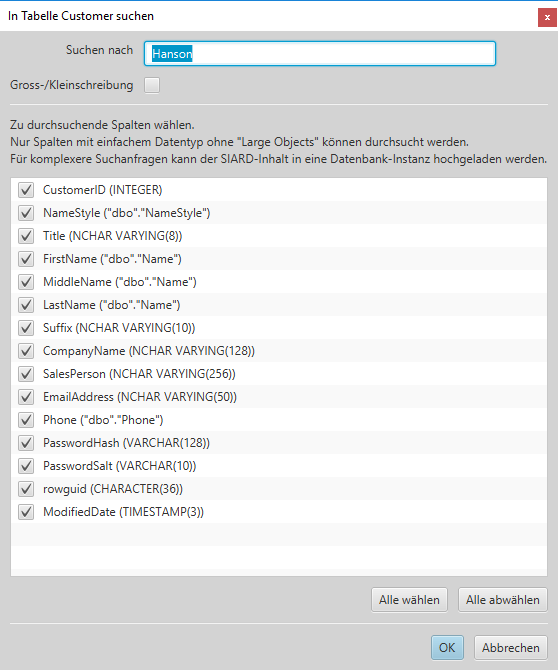 In Tabelle Customer suchen
x
Suchen nach
Hanson
Gross-/Kleinschreibung
Zu durchsuchende Spalten wählen.
Nur Spalten mit einfachem Datentyp ohne "Large Objects" können durchsucht werden.
Für komplexere Suchanfragen kann der SIARD-Inhalt in eine Datenbank-Instanz hochgeladen werden.
CustomerID (INTEGER)
NameStyle ("dbo"."NameStyle")
Title (NCHAR VARYING(8))
FirstName ("dbo"."Name")
MiddleName ("dbo"."Name")
LastName ("dbo"."Name")
Suffix (NCHAR VARYING(10))
CompanyName (NCHAR VARYING(128))
SalesPerson (NCHAR VARYING(256))
EmailAddress (NCHAR VARYING(50))
Phone ("dbo"."Phone")
PasswordHash (VARCHAR(128))
PasswordSalt (VARCHAR(10))
rowguid (CHARACTER(36))
ModifiedDate (TIMESTAMP(3))
Alle wählen Alle abwählen
OK Abbrechen